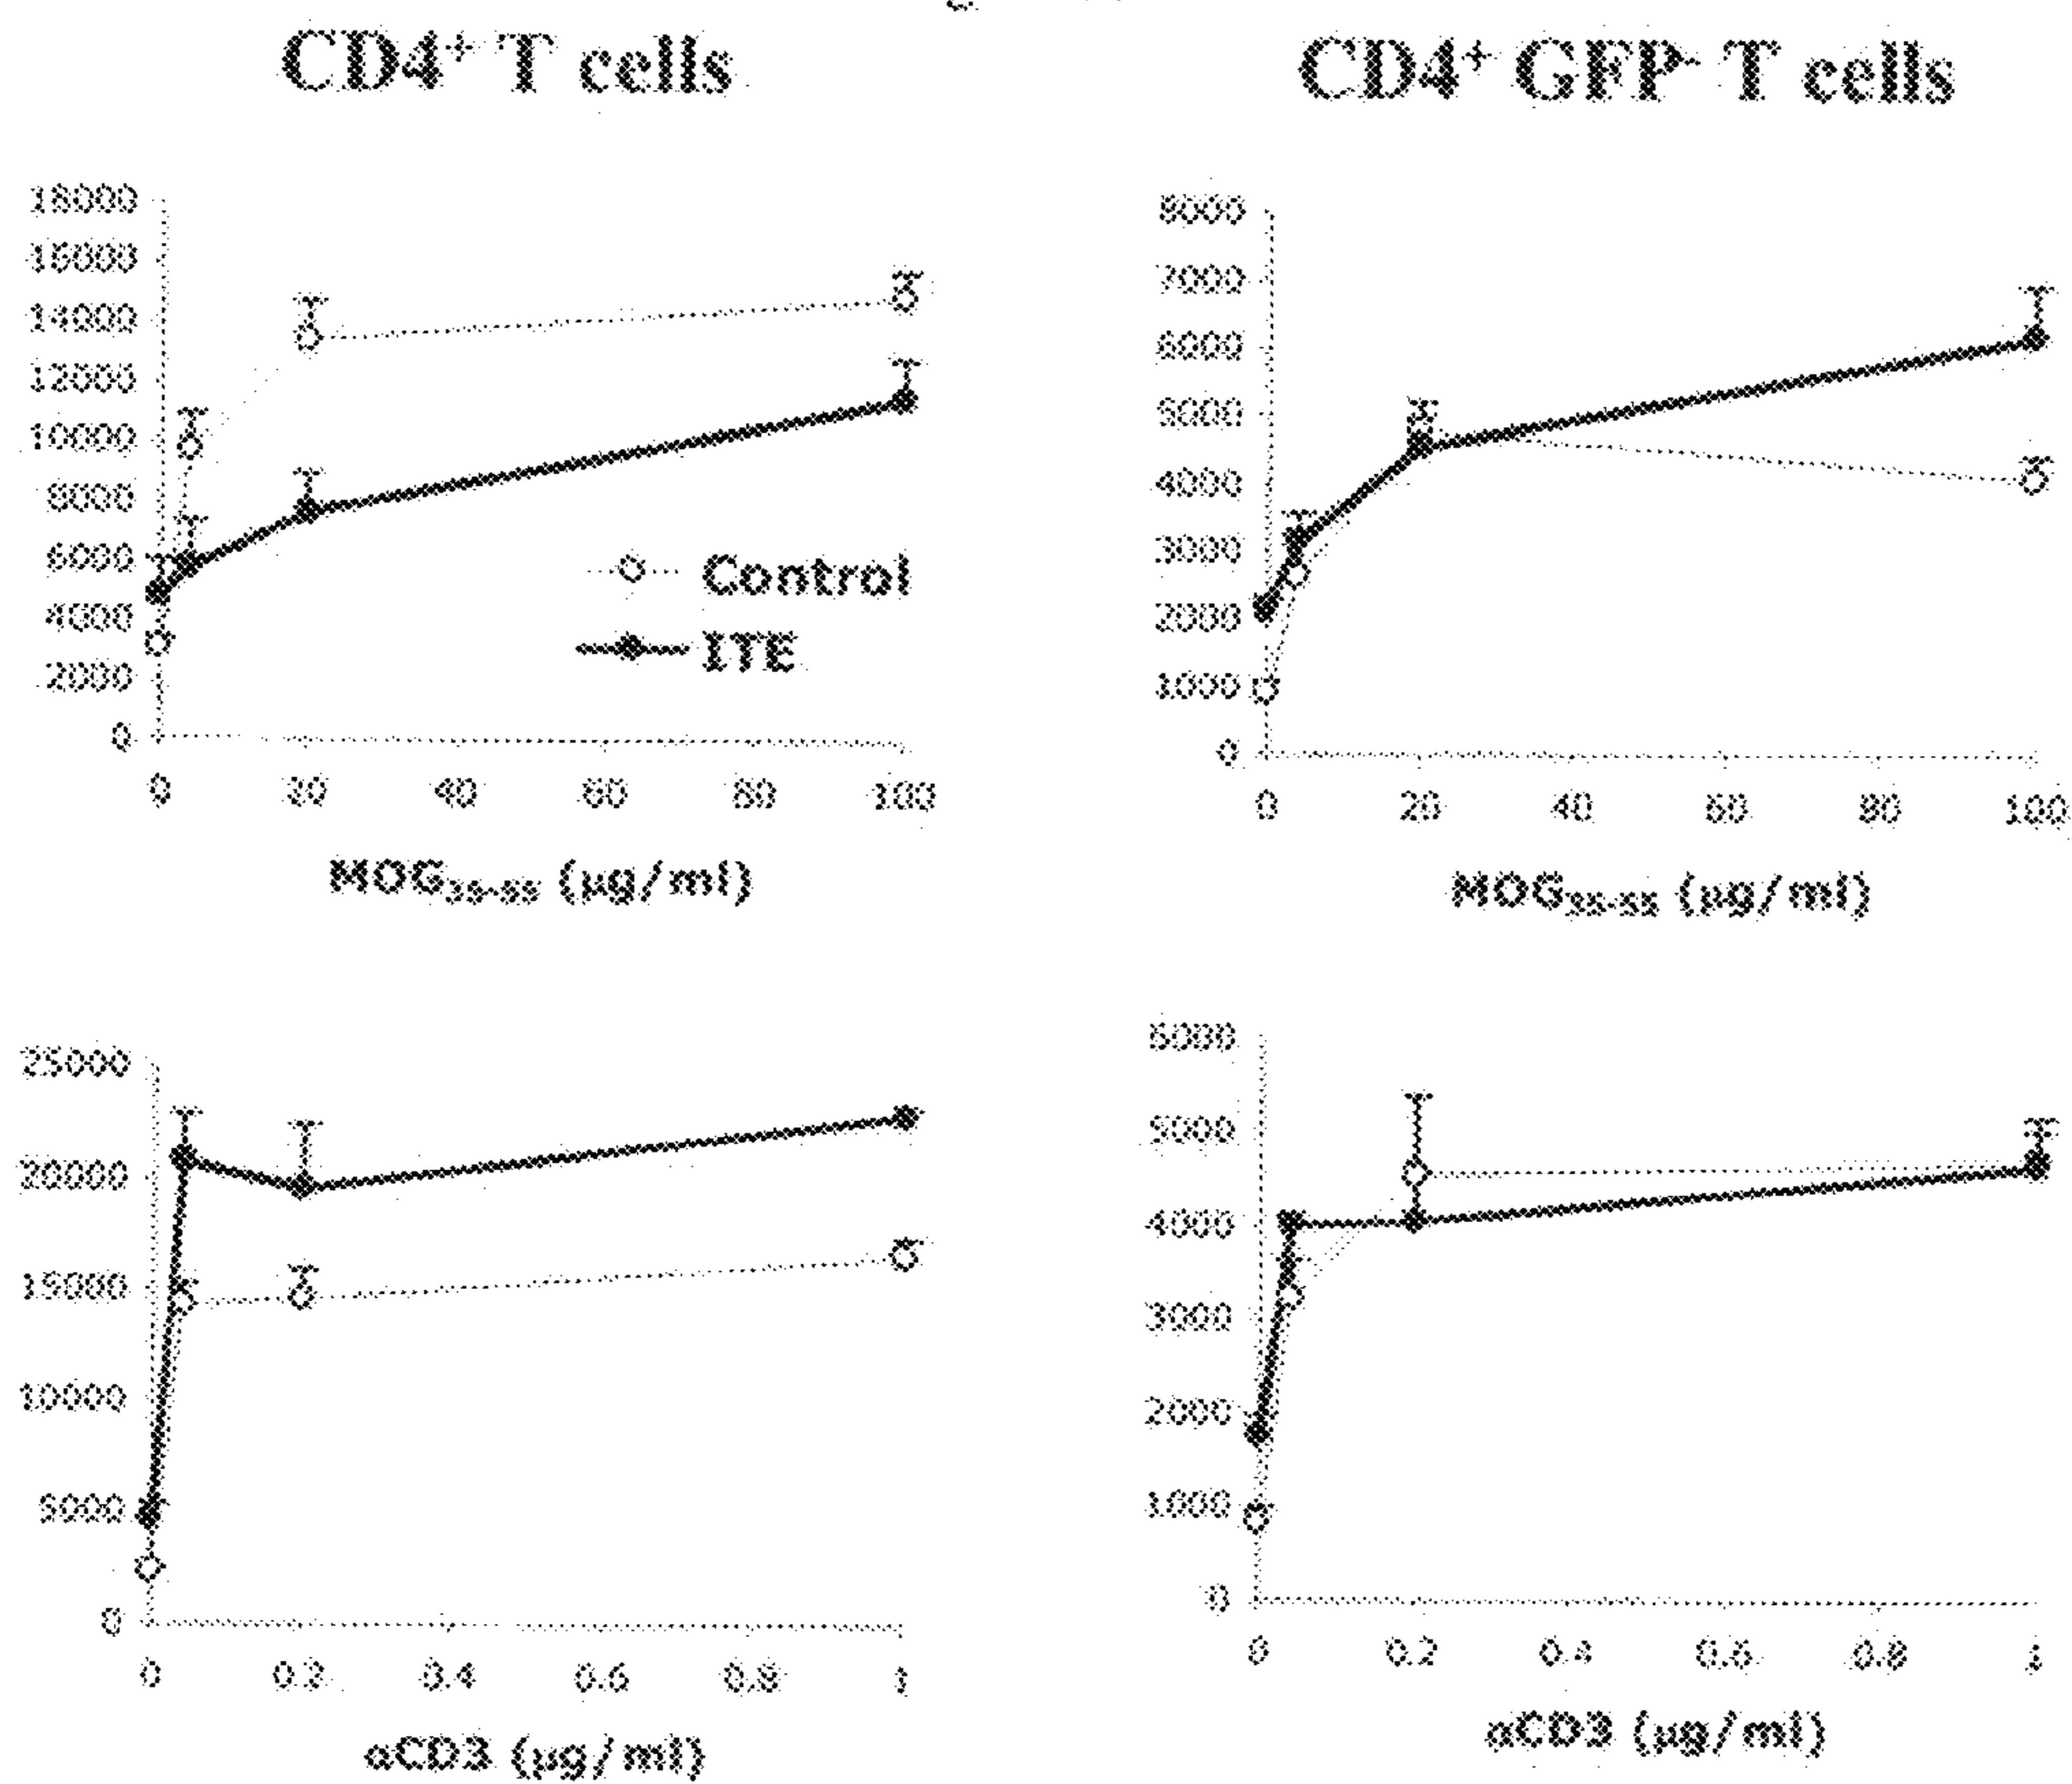 CD4⁺ T cells
18000
16000
14000
12000
10000
8000
6000
4000
2000
0
0 20 40 60 80 100
MOG₃₅₋₅₅ (µg/ml)
Control
ITE
CD4⁺ GFP⁻ T cells
8000
7000
6000
5000
4000
3000
2000
1000
0
0 20 40 60 80 100
MOG₃₅₋₅₅ (µg/ml)
25000
20000
15000
10000
5000
0
0 0.2 0.4 0.6 0.8 1
αCD3 (µg/ml)
6000
5000
4000
3000
2000
1000
0
0 0.2 0.4 0.6 0.8 1
αCD3 (µg/ml)